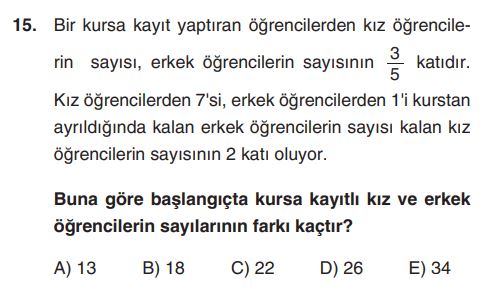 15. Bir kursa kayıt yaptıran öğrencilerden kız öğrencile-
rin sayısı, erkek öğrencilerin sayısının 3/5 katıdır.
Kız öğrencilerden 7'si, erkek öğrencilerden 1'i kurstan
ayrıldığında kalan erkek öğrencilerin sayısı kalan kız
öğrencilerin sayısının 2 katı oluyor.
Buna göre başlangıçta kursa kayıtlı kız ve erkek
öğrencilerin sayılarının farkı kaçtır?
A) 13 B) 18 C) 22 D) 26 E) 34